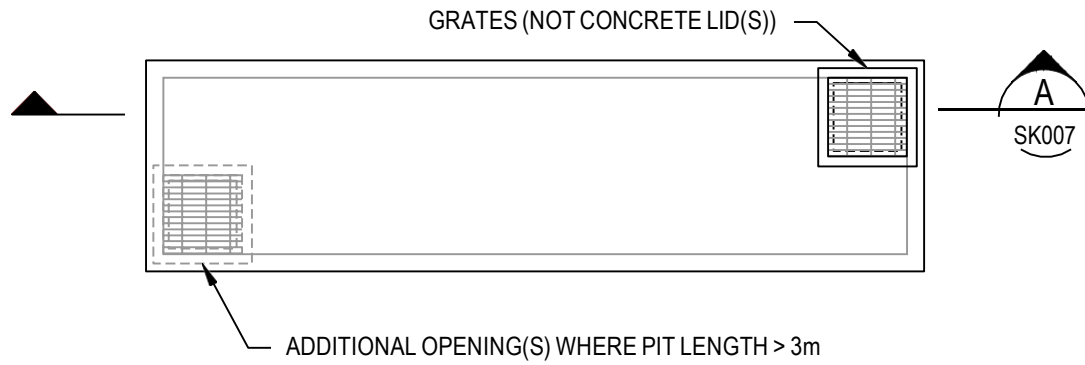 GRATES (NOT CONCRETE LID(S))
A
SK007
ADDITIONAL OPENING(S) WHERE PIT LENGTH > 3m